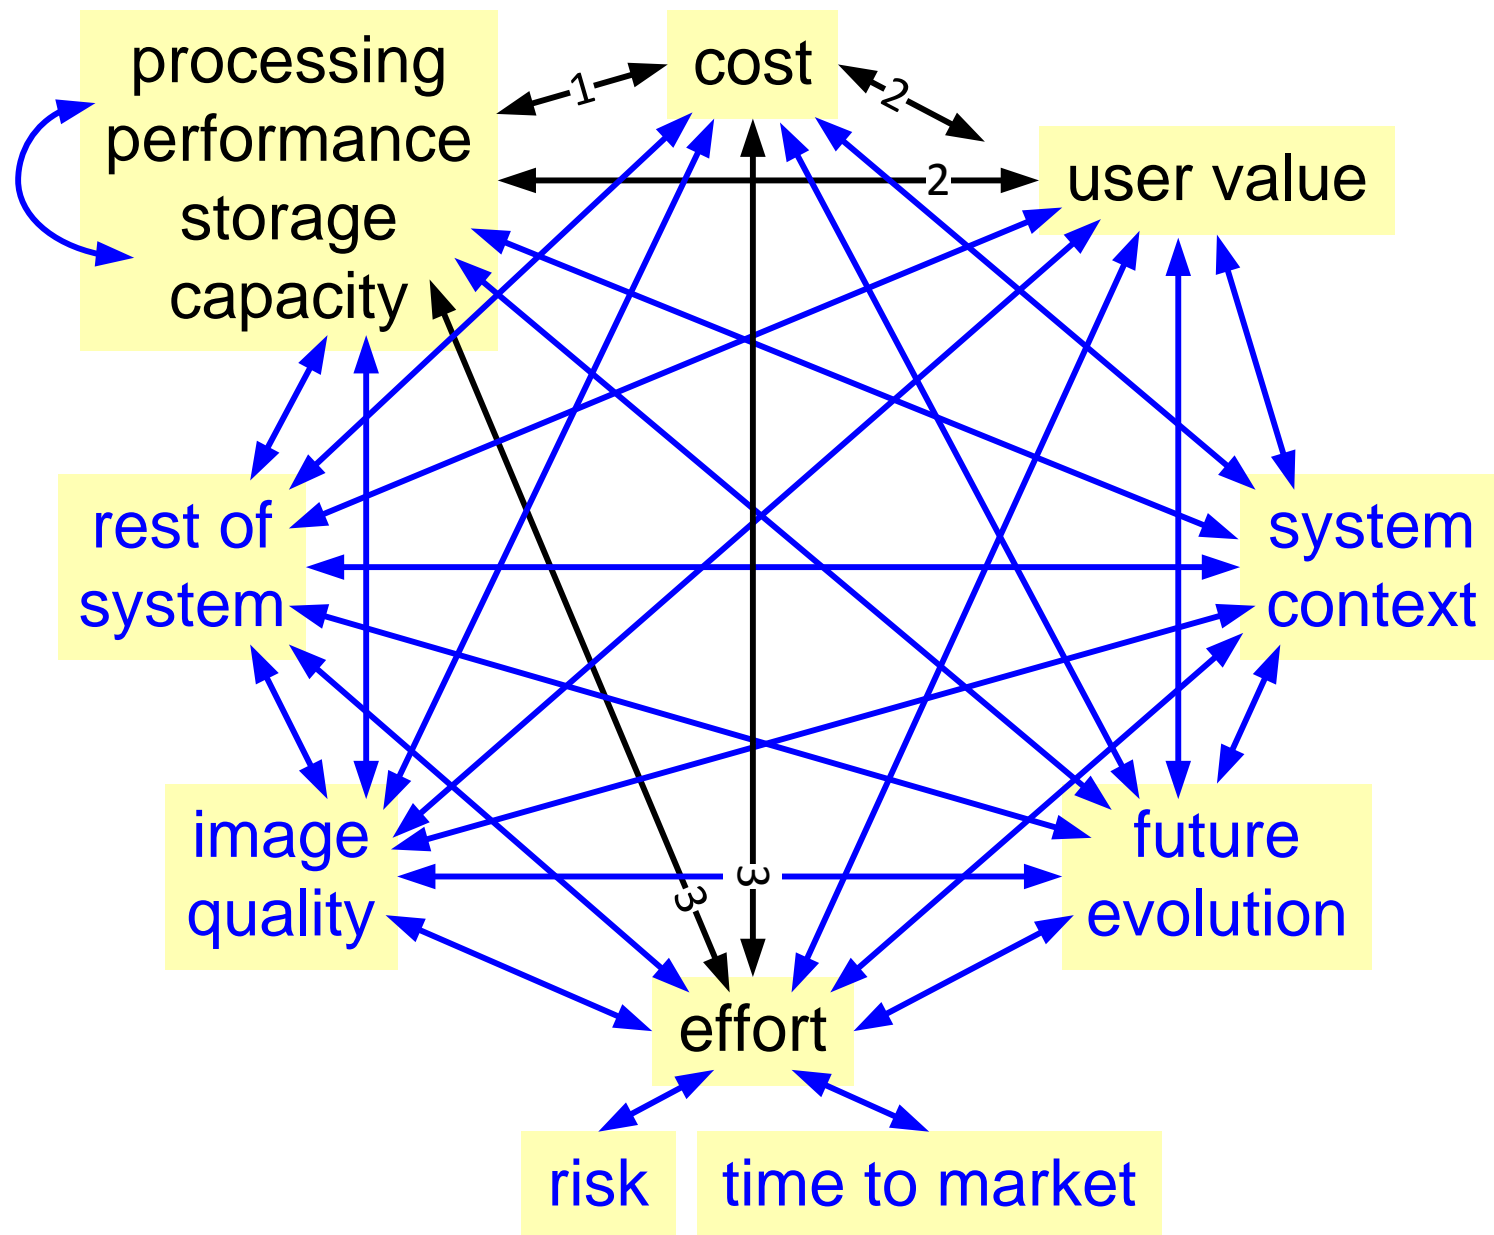 processing
performance
storage
capacity
cost
user value
1
2
2
rest of
system
system
context
image
quality
future
evolution
3
3
effort
risk
time to market